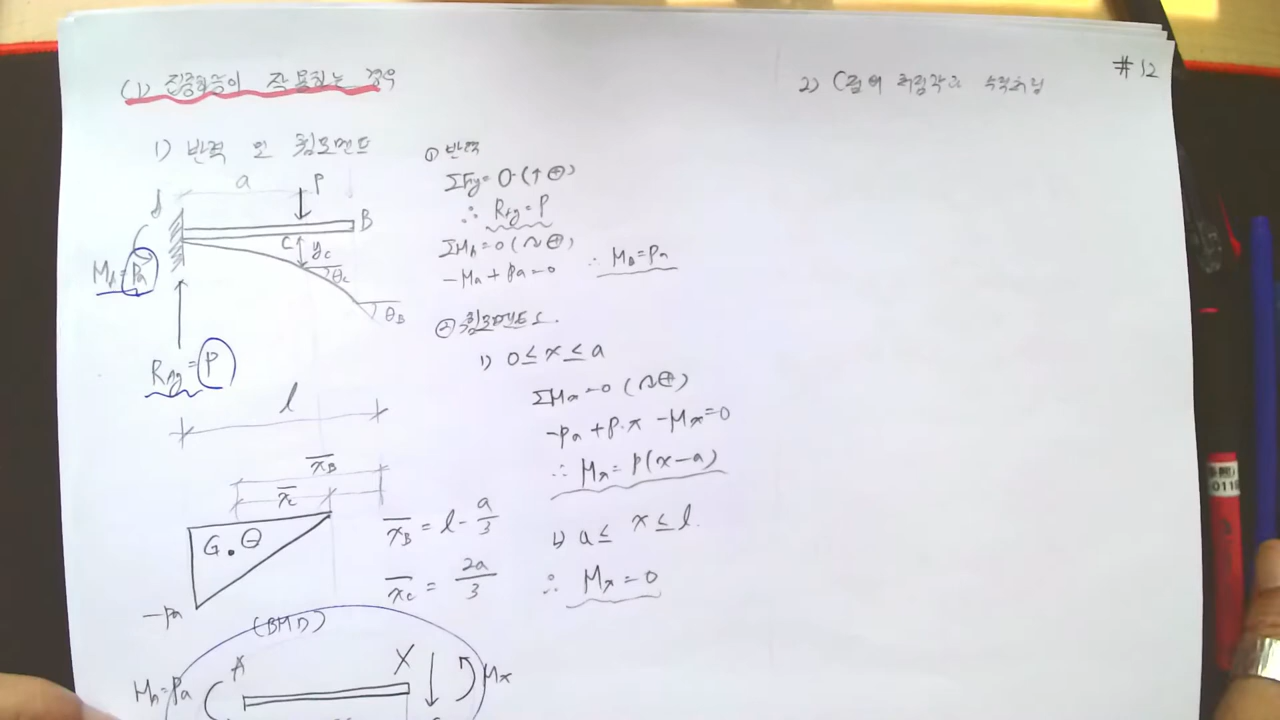 #12
(1) 집중하중이 작용하는 경우
1) 반력 인 휨모멘트
a
P
B
C
yc
θc
θB
MA=Pa
RAy=P
l
x̄B
x̄c
G.⊖
-Pa
(BMD)
x̄B = l - a/3
x̄c = 2a/3
① 반력
ΣFy=0 (↑⊕)
∴ RAy=P
ΣMA=0 (⊕)
-Ma + Pa=0 ∴ MA=Pa
② 휨모멘트
1) 0≤x≤a
ΣMx=0 (⊕)
-Pa + P·x - Mx=0
∴ Mx= P(x-a)
a≤ x≤l.
∴ Mx=0
A
X
Mx
MA=Pa
2) C점의 처짐각과 수직처짐